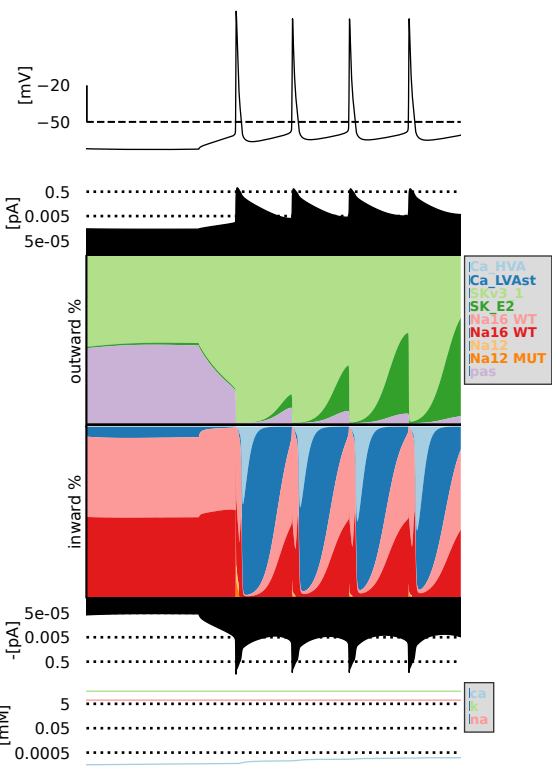 [mV]
−20
−50
[pA]
0.5
0.005
5e-05
outward %
Ca_HVA
Ca_LVAst
SKv3_1
SK_E2
Na16 WT
Na16 WT
Na12
Na12 MUT
pas
inward %
-[pA]
5e-05
0.005
0.5
[mM]
5
0.05
0.0005
ca
k
na